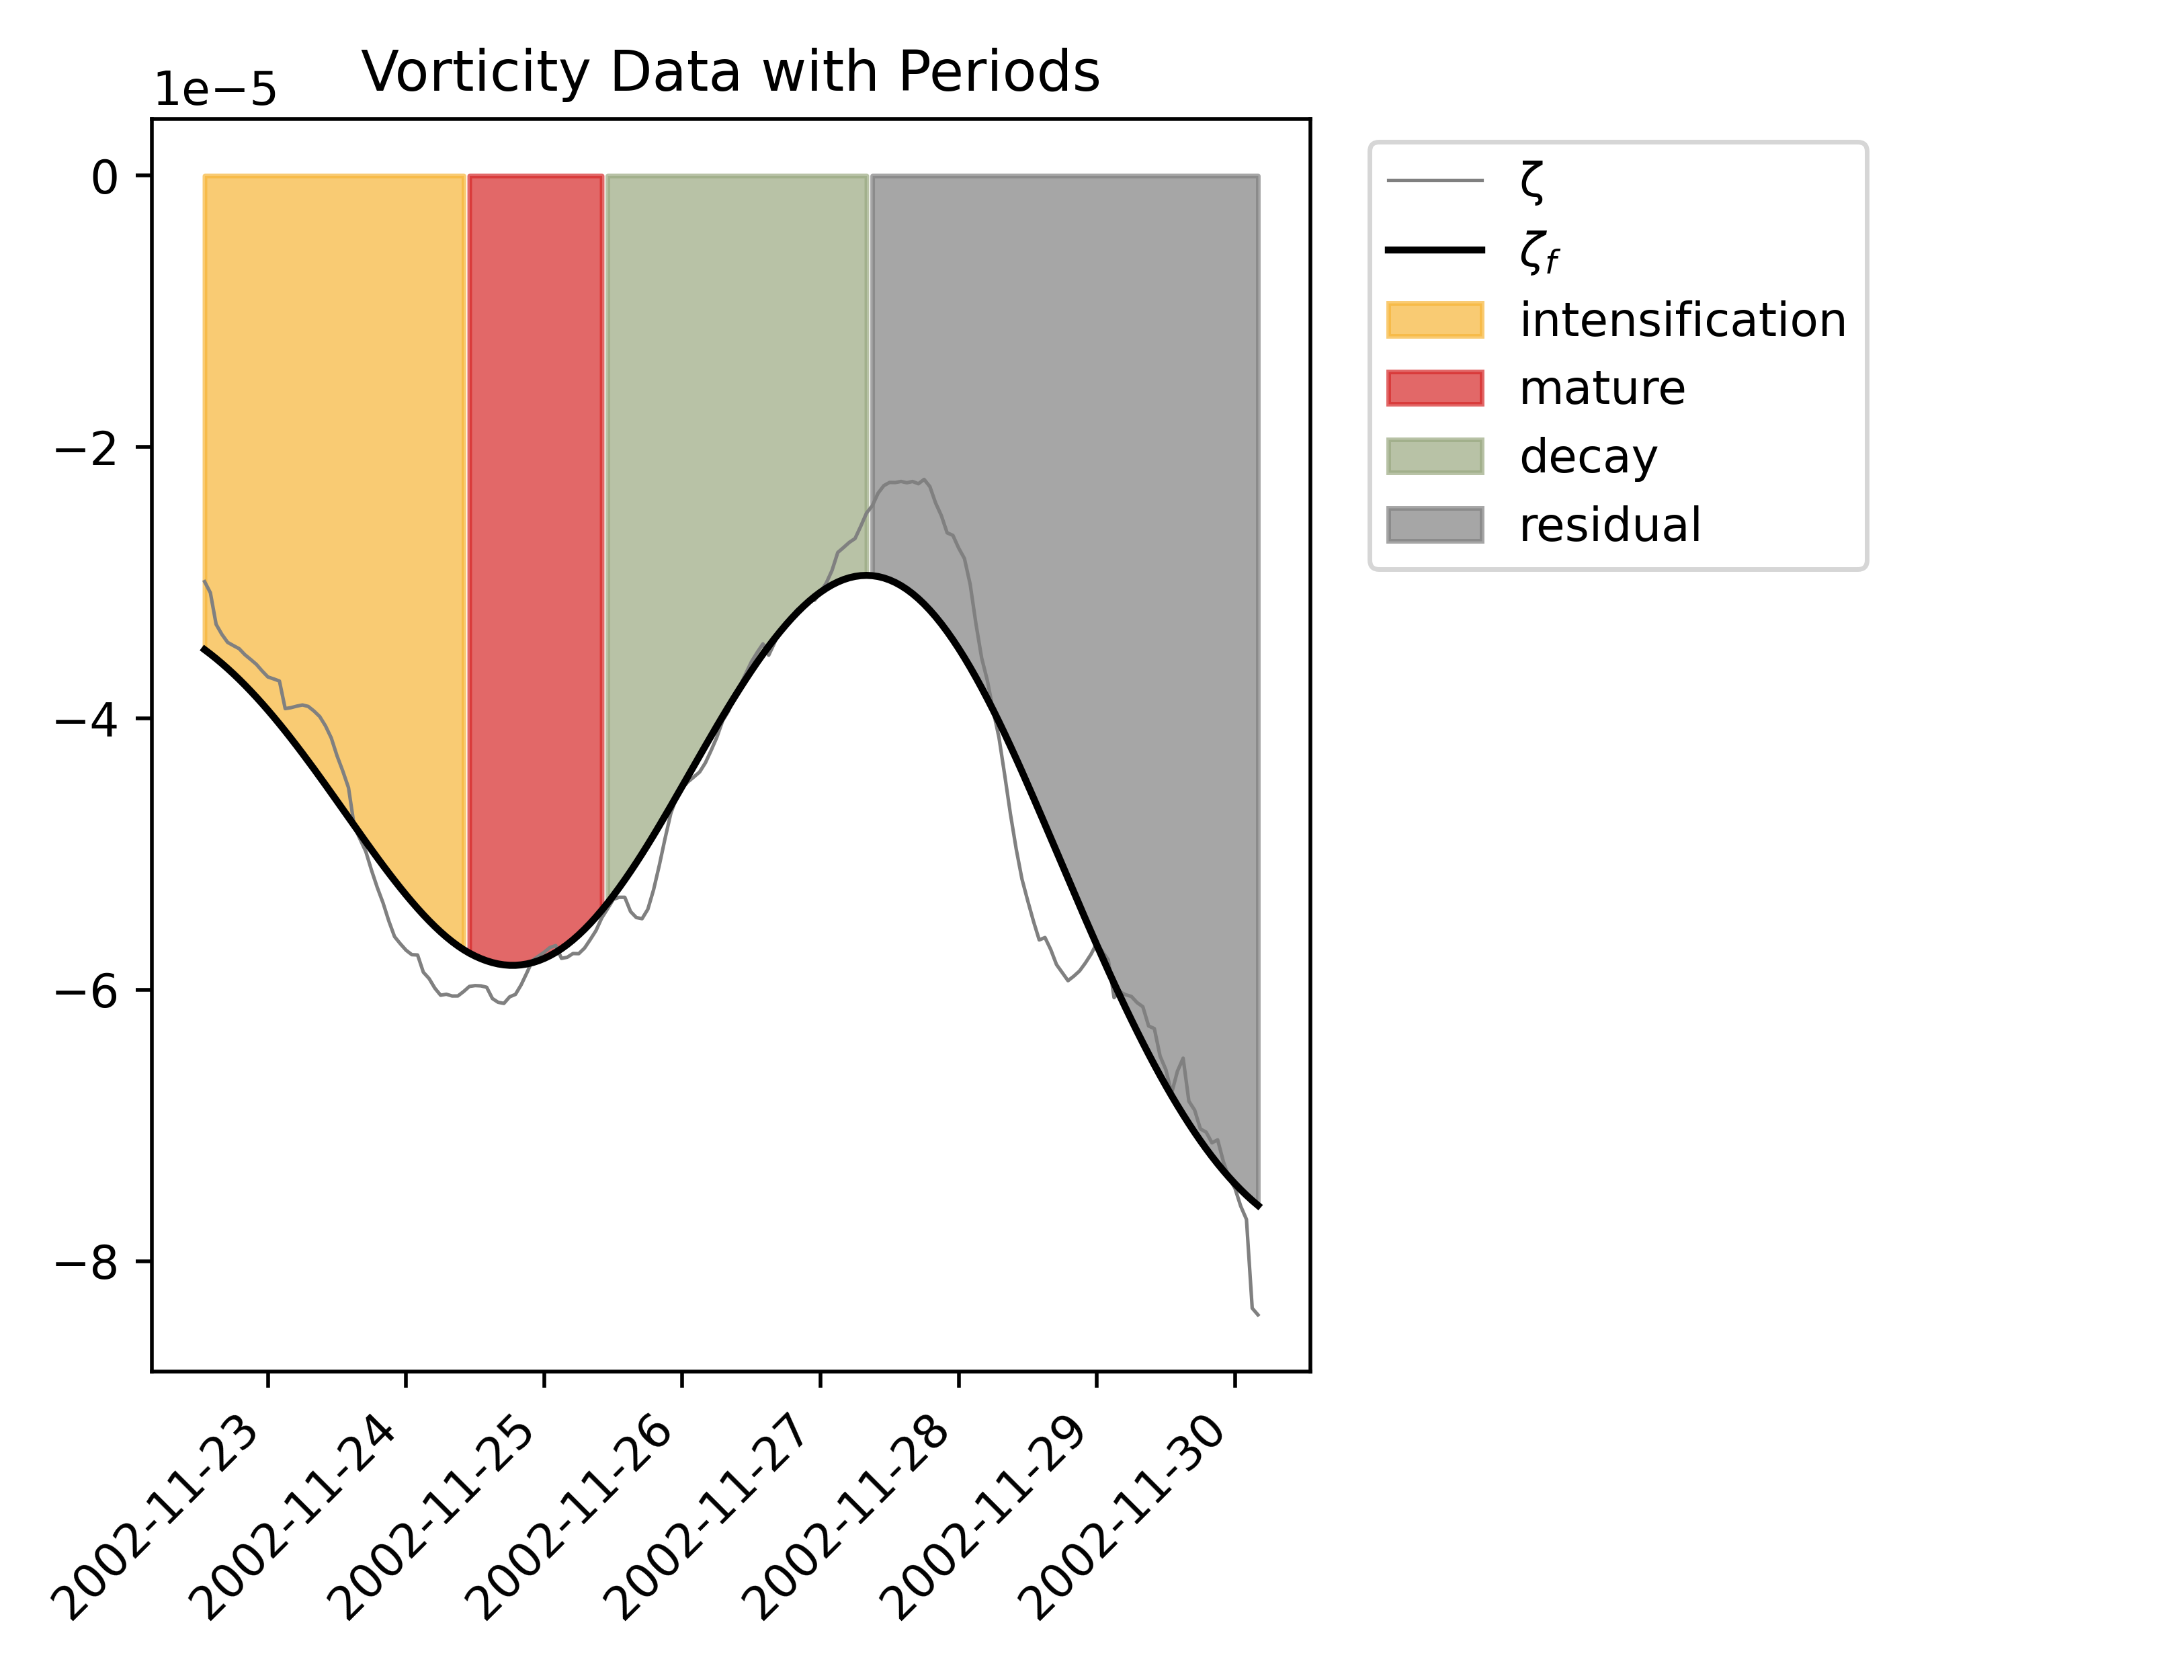 Vorticity Data with Periods
1e−5
0
−2
−4
−6
−8
2002-11-23
2002-11-24
2002-11-25
2002-11-26
2002-11-27
2002-11-28
2002-11-29
2002-11-30
ζ
ζf
intensification
mature
decay
residual